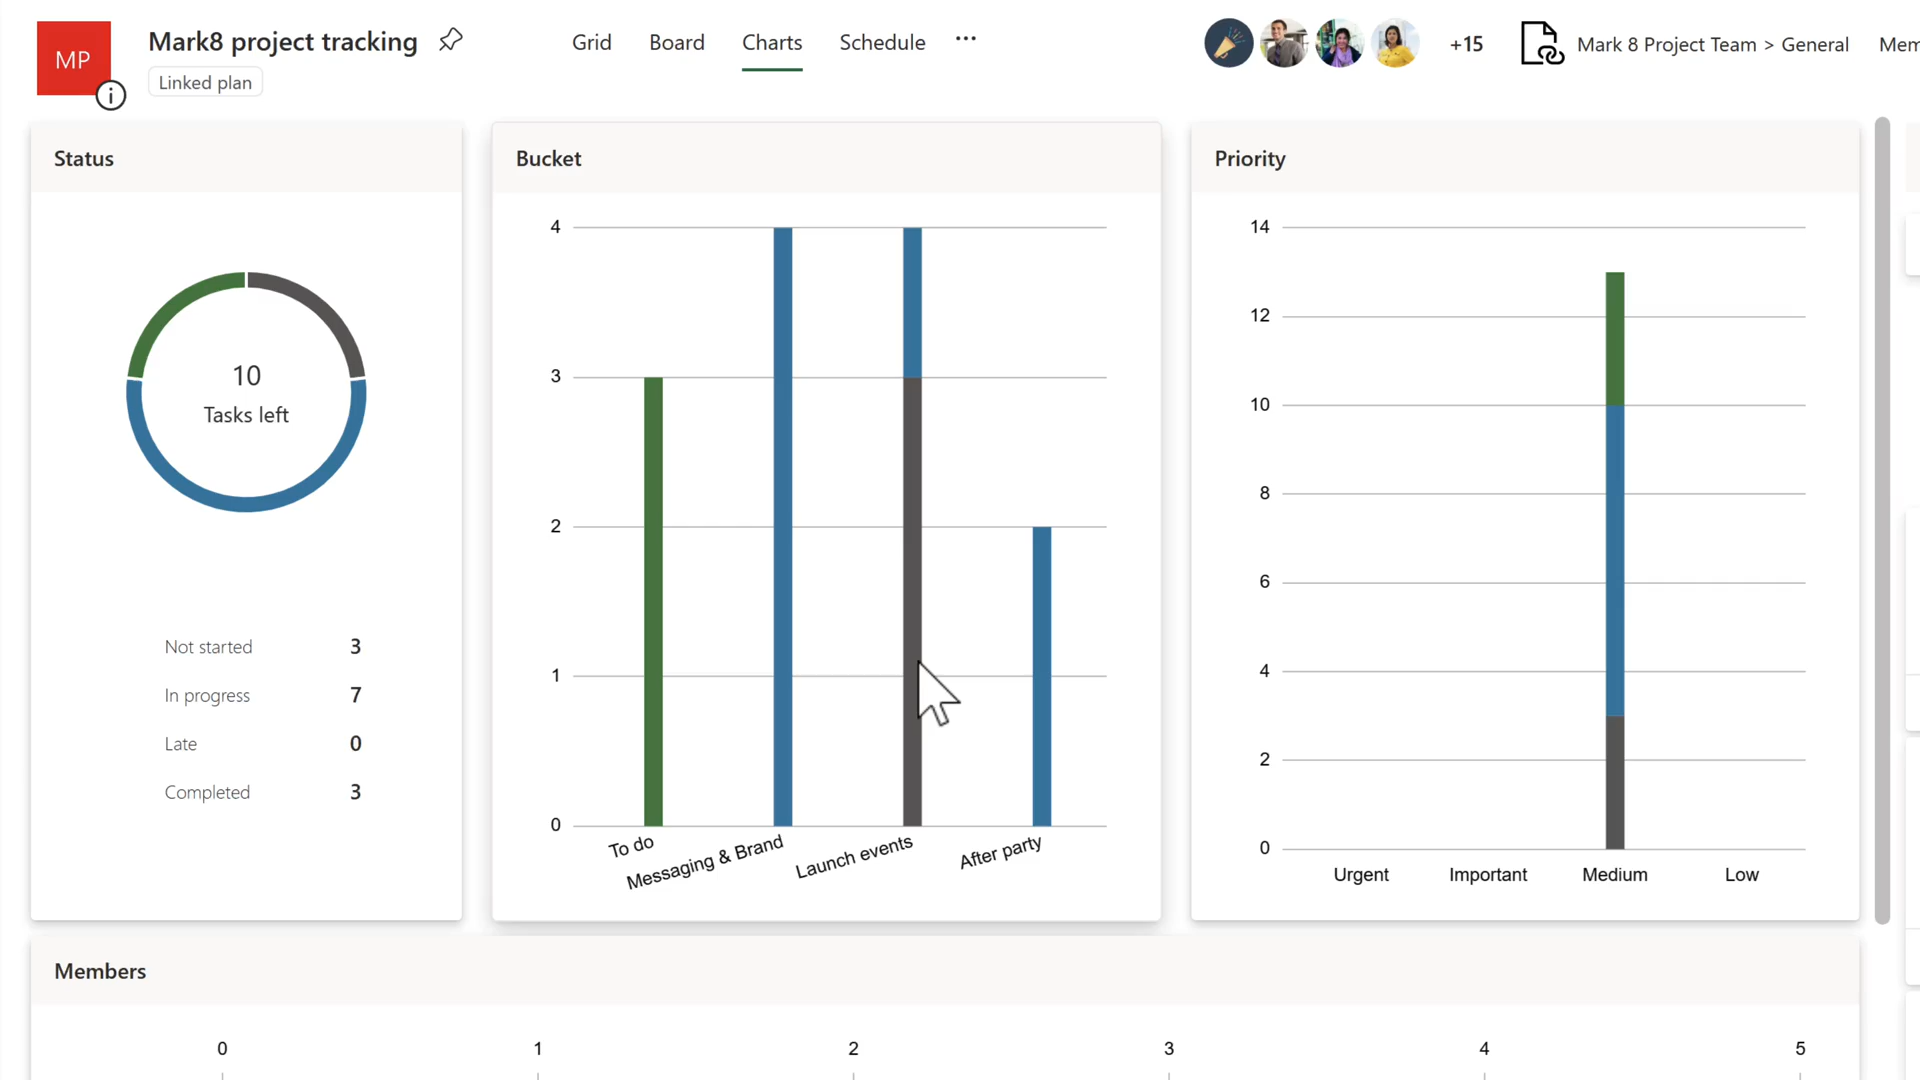 MP
Mark8 project tracking
Linked plan
Grid
Board
Charts
Schedule
...
+15
Mark 8 Project Team > General
Mem
Status
10
Tasks left
Not started 3
In progress 7
Late 0
Completed 3
Bucket
4
3
2
1
0
To do
Messaging & Brand
Launch events
After party
Priority
14
12
10
8
6
4
2
0
Urgent Important Medium Low
Members
0 1 2 3 4 5